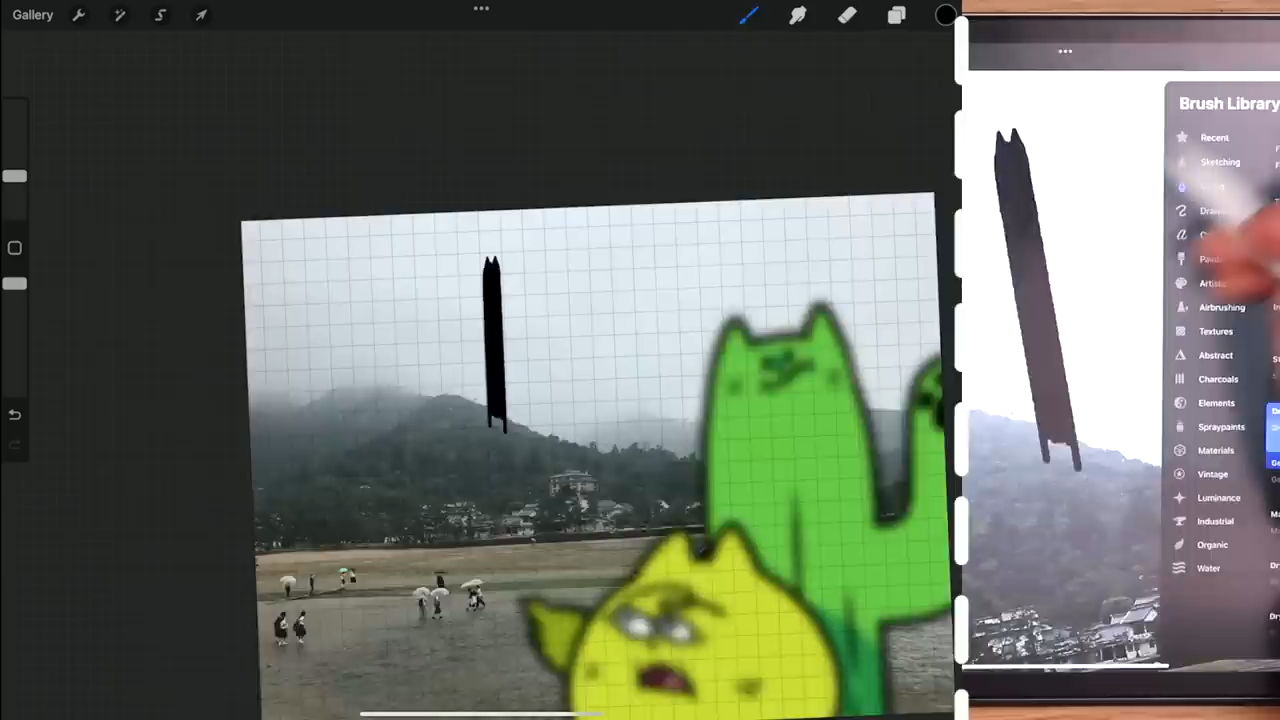 Gallery
Brush Library
Recent
Sketching
Airbrushing
Textures
Abstract
Charcoals
Elements
Spraypaints
Materials
Vintage
Luminance
Industrial
Organic
Water